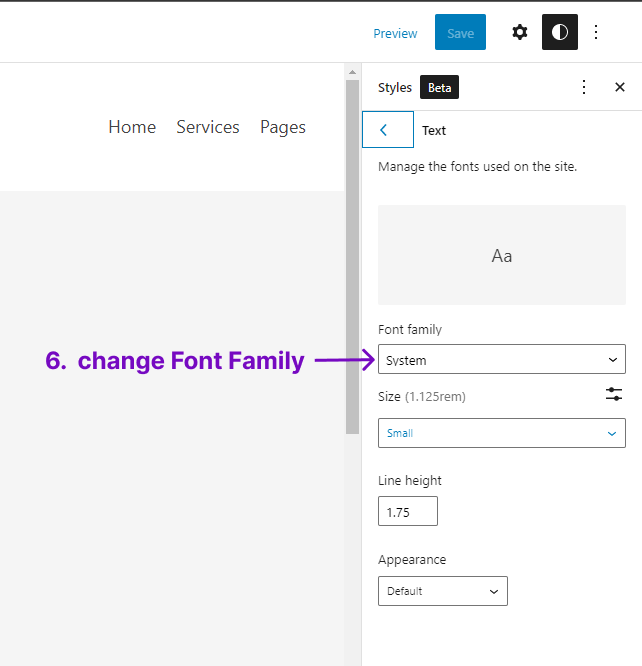 Preview
Save
Styles
Beta
Home
Services
Pages
Text
Manage the fonts used on the site.
Aa
Font family
6. change Font Family
System
Size (1.125rem)
Small
Line height
1.75
Appearance
Default